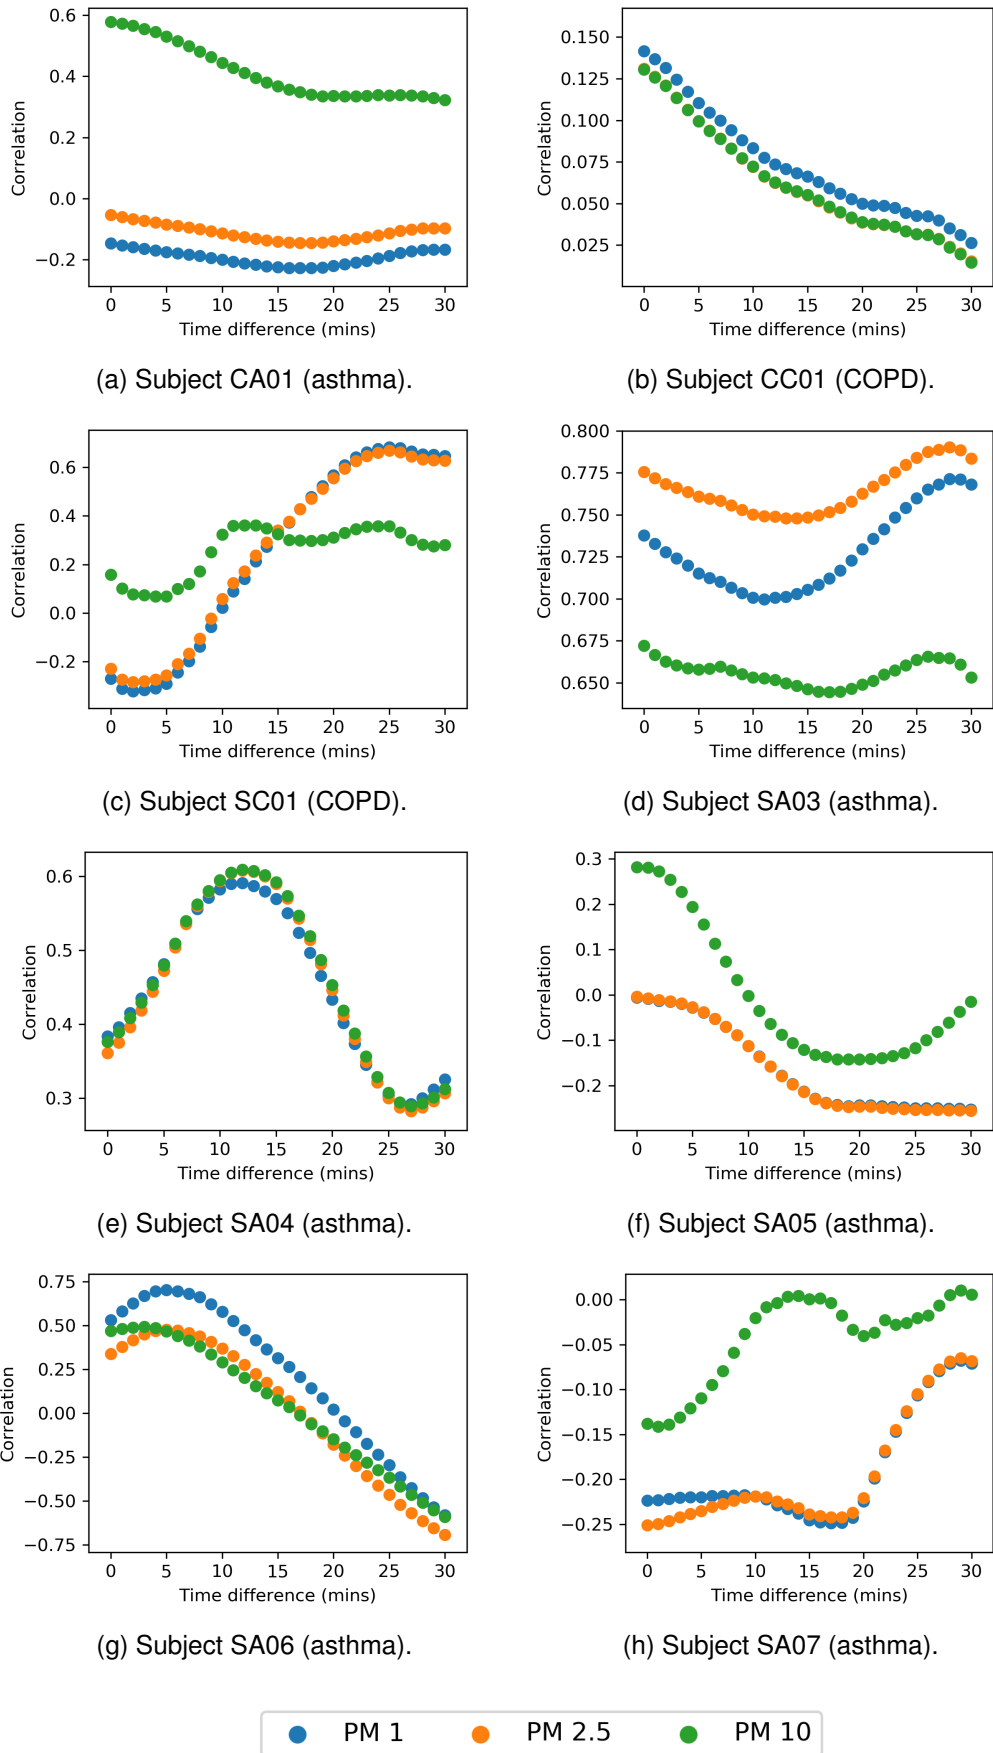 0.6
0.4
0.2
0.0
−0.2
Correlation
0 5 10 15 20 25 30
Time difference (mins)
(a) Subject CA01 (asthma).
0.150
0.125
0.100
0.075
0.050
0.025
Correlation
0 5 10 15 20 25 30
Time difference (mins)
(b) Subject CC01 (COPD).
0.6
0.4
0.2
0.0
−0.2
Correlation
0 5 10 15 20 25 30
Time difference (mins)
(c) Subject SC01 (COPD).
0.800
0.775
0.750
0.725
0.700
0.675
0.650
Correlation
0 5 10 15 20 25 30
Time difference (mins)
(d) Subject SA03 (asthma).
0.6
0.5
0.4
0.3
Correlation
0 5 10 15 20 25 30
Time difference (mins)
(e) Subject SA04 (asthma).
0.3
0.2
0.1
0.0
−0.1
−0.2
Correlation
0 5 10 15 20 25 30
Time difference (mins)
(f) Subject SA05 (asthma).
0.75
0.50
0.25
0.00
−0.25
−0.50
−0.75
Correlation
0 5 10 15 20 25 30
Time difference (mins)
(g) Subject SA06 (asthma).
0.00
−0.05
−0.10
−0.15
−0.20
−0.25
Correlation
0 5 10 15 20 25 30
Time difference (mins)
(h) Subject SA07 (asthma).
PM 1 PM 2.5 PM 10